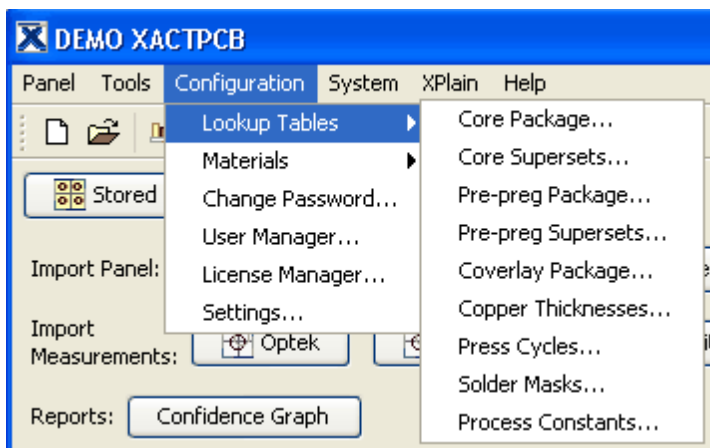 DEMO XACTPCB
Panel Tools Configuration System XPlain Help
Lookup Tables
Materials
Change Password...
User Manager...
License Manager...
Settings...
Core Package...
Core Supersets...
Pre-preg Package...
Pre-preg Supersets...
Coverlay Package...
Copper Thicknesses...
Press Cycles...
Solder Masks...
Process Constants...
Stored
Import Panel:
Import
Measurements:
Optek
Reports:
Confidence Graph